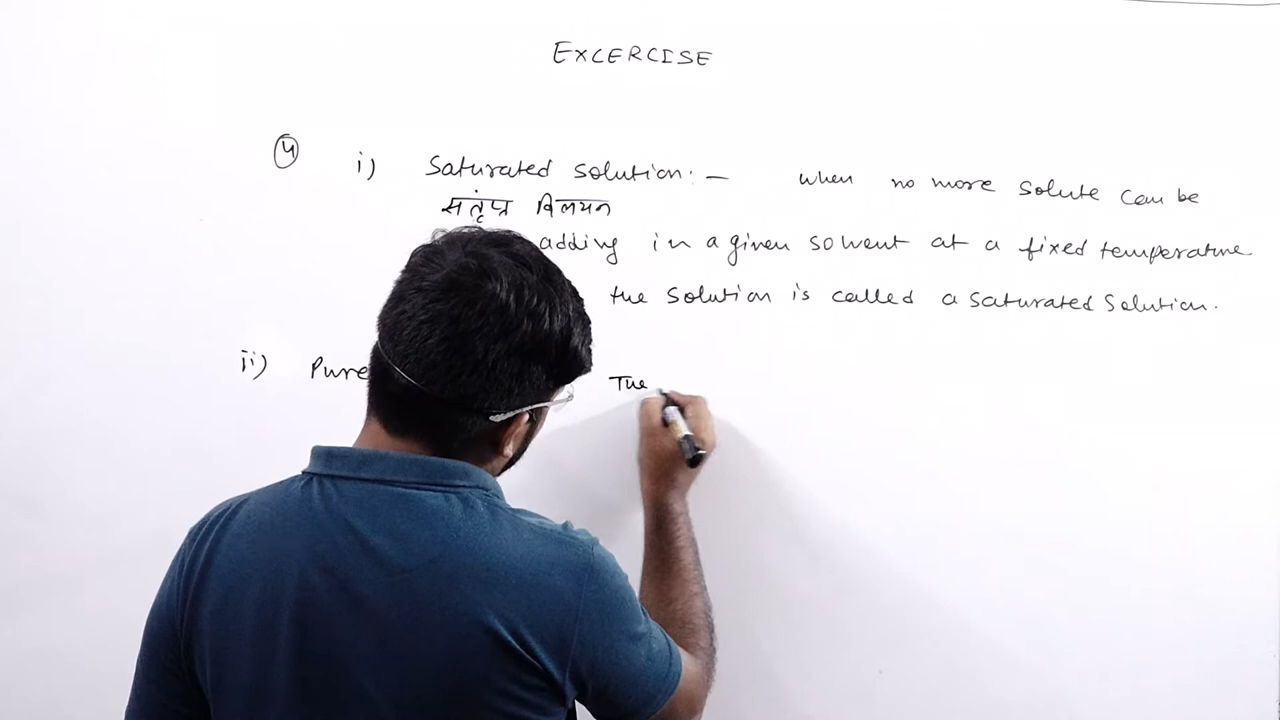 EXCERCISE
4
i) Saturated solution:- when no more solute can be
सतृंप्त विलयन
adding in a given solvent at a fixed temperature
the solution is called a saturated solution.
ii) Pure The